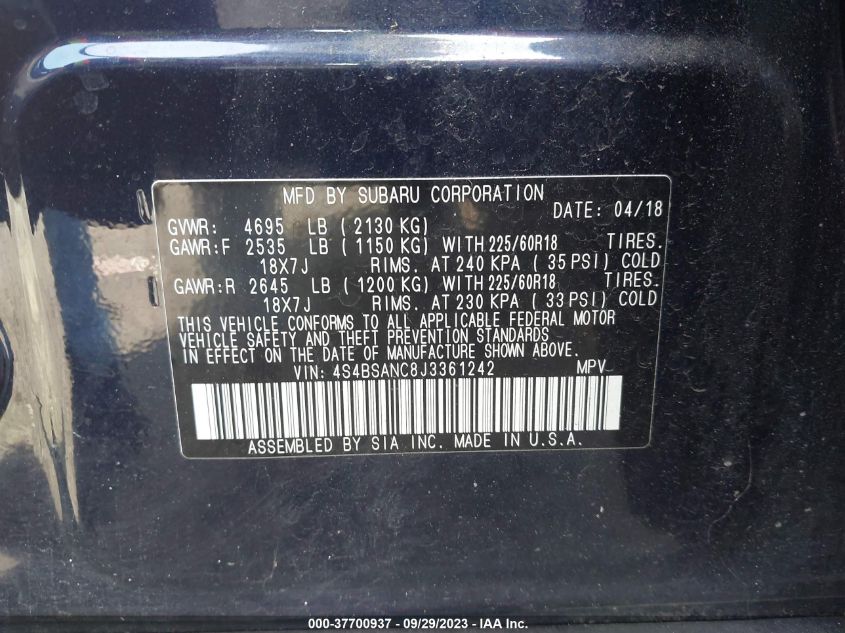 MFD BY SUBARU CORPORATION
DATE: 04/18
GVWR: 4695 LB ( 2130 KG)
GAWR:F 2535 LB ( 1150 KG) WITH 225/60R18 TIRES.
18X7J RIMS. AT 240 KPA ( 35 PSI) COLD
GAWR:R 2645 LB ( 1200 KG) WITH 225/60R18 TIRES.
18X7J RIMS. AT 230 KPA ( 33 PSI) COLD
THIS VEHICLE CONFORMS TO ALL APPLICABLE FEDERAL MOTOR
VEHICLE SAFETY AND THEFT PREVENTION STANDARDS
IN EFFECT ON THE DATE OF MANUFACTURE SHOWN ABOVE.
VIN: 4S4BSANC8J3361242 MPV
ASSEMBLED BY SIA INC. MADE IN U.S.A.
000-37700937 - 09/29/2023 - IAA Inc.